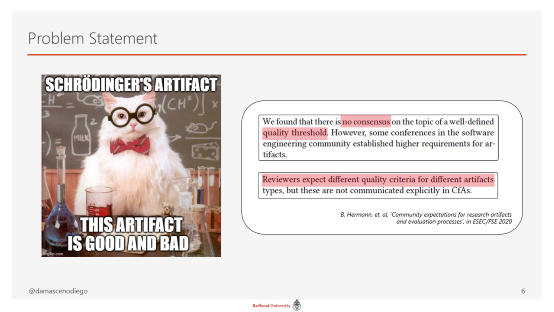 Problem Statement
SCHRÖDINGER'S ARTIFACT
THIS ARTIFACT
IS GOOD AND BAD
We found that there is no consensus on the topic of a well-defined
quality threshold. However, some conferences in the software
engineering community established higher requirements for ar-
tifacts.
Reviewers expect different quality criteria for different artifacts
types, but these are not communicated explicitly in CfAs.
B. Hermann. et. al, 'Community expectations for research artifacts
and evaluation processes'. in ESEC/FSE 2020
@damascenodiego
6
Radboud University